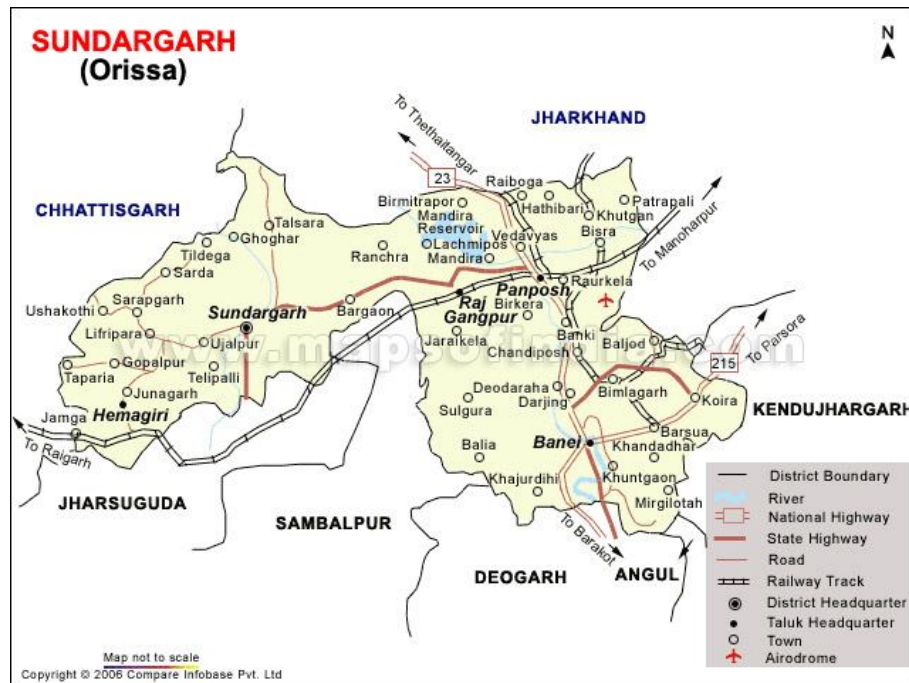 SUNDARGARH
(Orissa)
N
JHARKHAND
To Thethaitangar
23
CHHATTISGARH
Raiboga
Birmitrapor
Hathibari
Patrapali
Mandira
Reservoir
Khutgan
Talsara
Ghoghar
Vedavyas
Bisra
To Manoharpur
Tildega
Lachmipos
Ranchra
Mandira
Sarda
Panposh
Raurkela
Sarapgarh
Ushakothi
Sundargarh
Bargaon
Raj
Gangpur
Birkera
Lifripara
Ujalpur
Jaraikela
Banki
Baljod
To Parsora
www.mapsofindia.com
Chandiposh
215
Gopalpur
Taparia
Telipalli
Junagarh
Deodaraha
Bimlagarh
Hemagiri
Sulgura
Darjing
Koira
KENDUJHARGARH
Jamga
Barsua
Balia
Banei
Khandadhar
To Raigarh
Khuntgaon
JHARSUGUDA
Khajurdihi
Mirgilotah
SAMBALPUR
To Barakot
DEOGARH
ANGUL
District Boundary
River
National Highway
State Highway
Road
Railway Track
District Headquarter
Taluk Headquarter
Town
Airodrome
Map not to scale
Copyright © 2006 Compare Infobase Pvt. Ltd